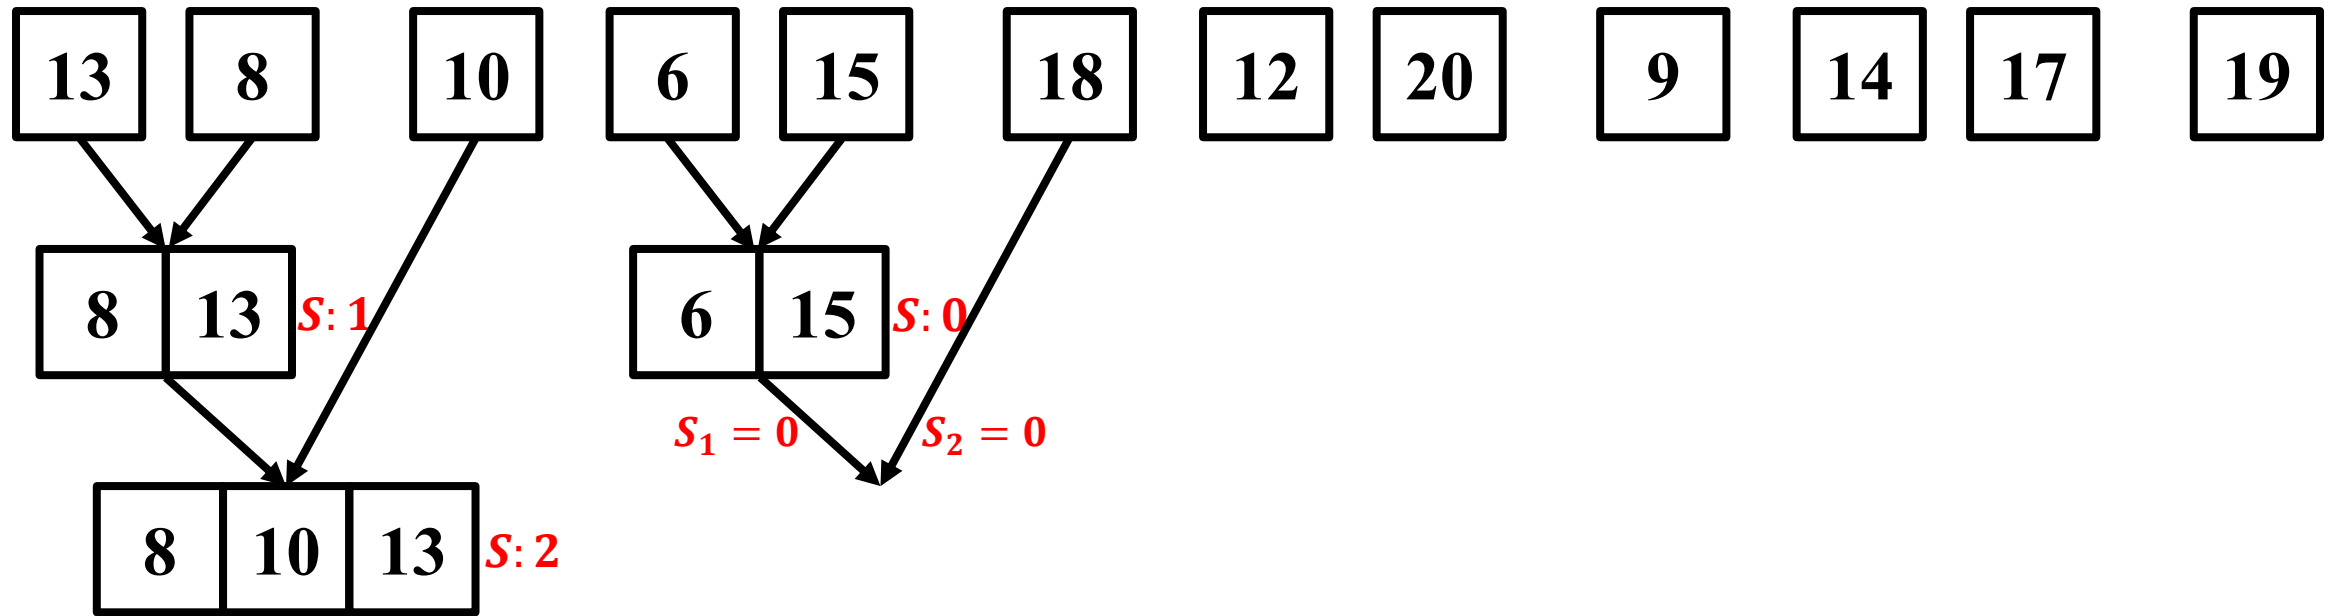 13 8 10 6 15 18 12 20 9 14 17 19
8 13 S: 1 6 15 S: 0
S₁ = 0 S₂ = 0
8 10 13 S: 2